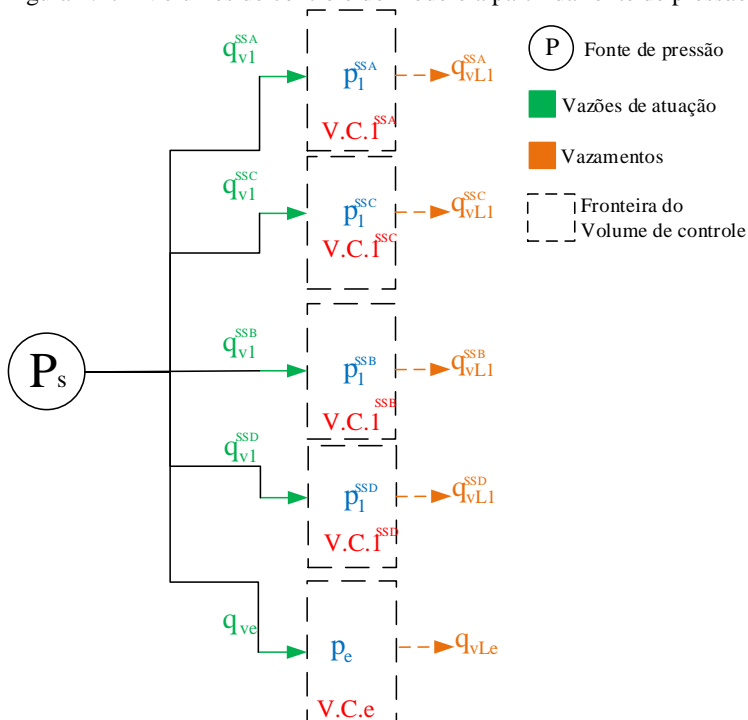 q_v1^SSA
p_1^SSA
q_vL1^SSA
V.C.1^SSA
P Fonte de pressão
Vazões de atuação
Vazamentos
Fronteira do
Volume de controle
q_v1^SSC
p_1^SSC
q_vL1^SSC
V.C.1^SSC
P_s
q_v1^SSB
p_1^SSB
q_vL1^SSB
V.C.1^SSB
q_v1^SSD
p_1^SSD
q_vL1^SSD
V.C.1^SSD
q_ve
p_e
q_vLe
V.C.e